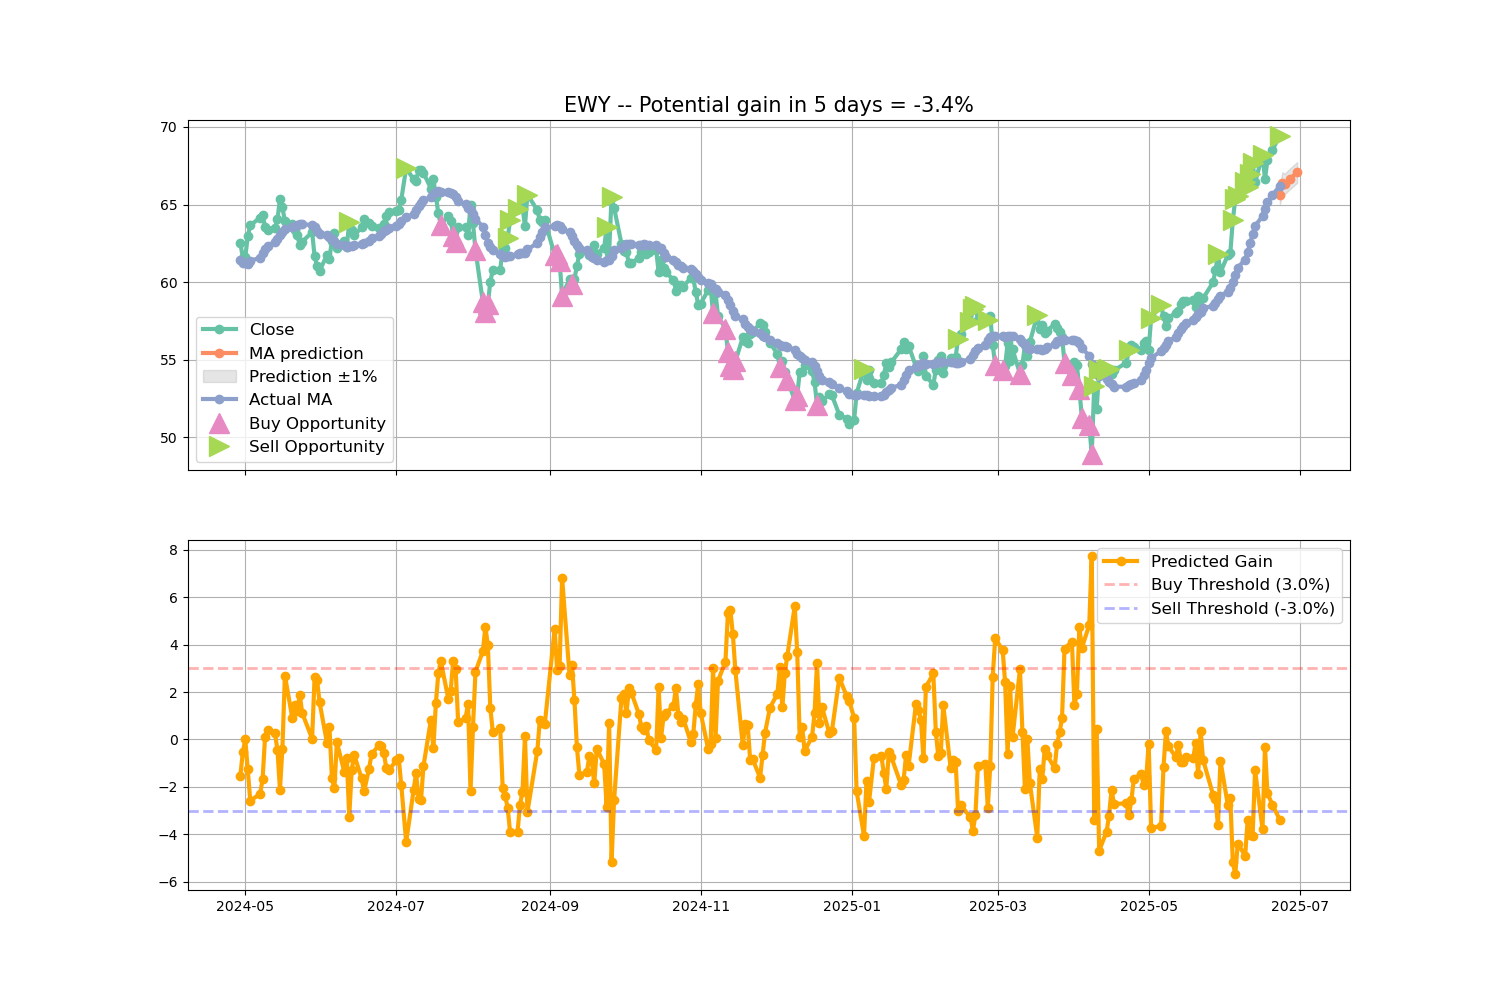 EWY -- Potential gain in 5 days = -3.4%
70
65
60
55
50
Close
MA prediction
Prediction ±1%
Actual MA
Buy Opportunity
Sell Opportunity
8
6
4
2
0
−2
−4
−6
Predicted Gain
Buy Threshold (3.0%)
Sell Threshold (-3.0%)
2024-05
2024-07
2024-09
2024-11
2025-01
2025-03
2025-05
2025-07